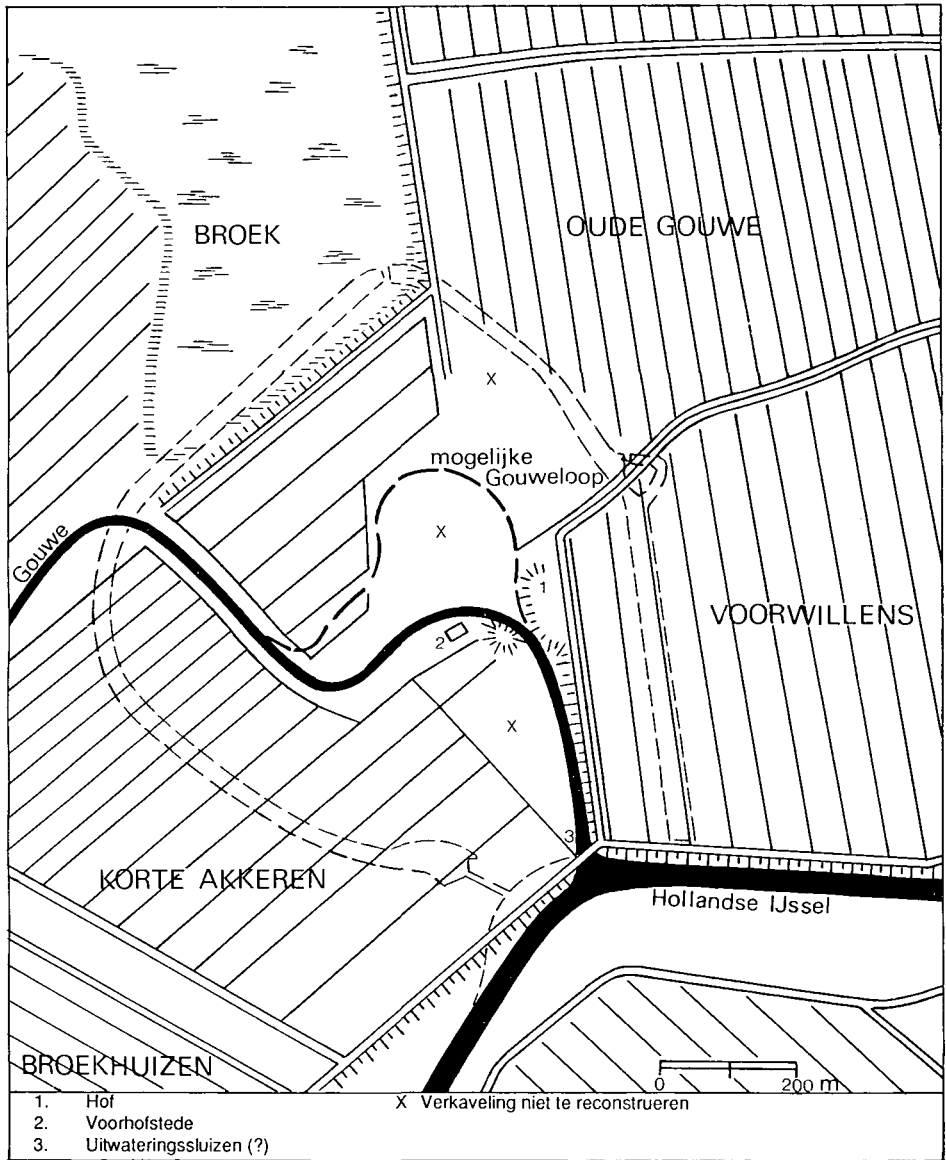 BROEK
OUDE GOUWE
X
mogelijke
Gouweloop
X
Gouwe
1
VOORWILLENS
2
X
3
KORTE AKKEREN
Hollandse IJssel
BROEKHUIZEN
0 200 m
1. Hof X Verkaveling niet te reconstrueren
2. Voorhofstede
3. Uitwateringssluizen (?)